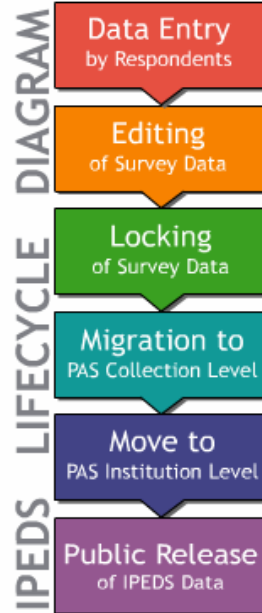 IPEDS LIFECYCLE DIAGRAM
Data Entry
by Respondents
Editing
of Survey Data
Locking
of Survey Data
Migration to
PAS Collection Level
Move to
PAS Institution Level
Public Release
of IPEDS Data